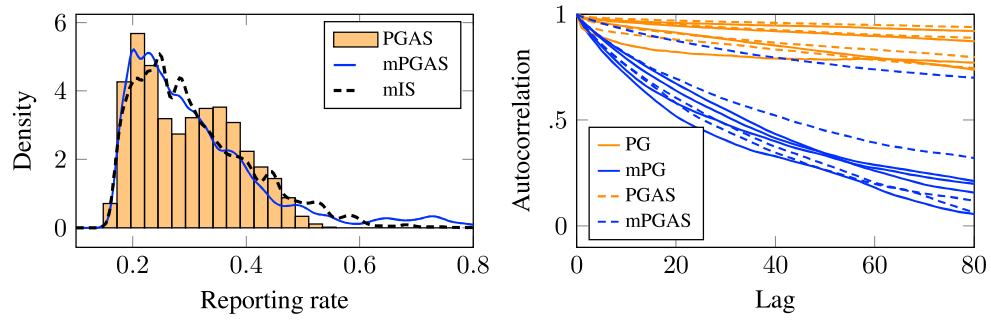 Density
6
4
2
0
0.2
0.4
0.6
0.8
Reporting rate
PGAS
mPGAS
mIS
Autocorrelation
1
.5
0
0
20
40
60
80
Lag
PG
mPG
PGAS
mPGAS